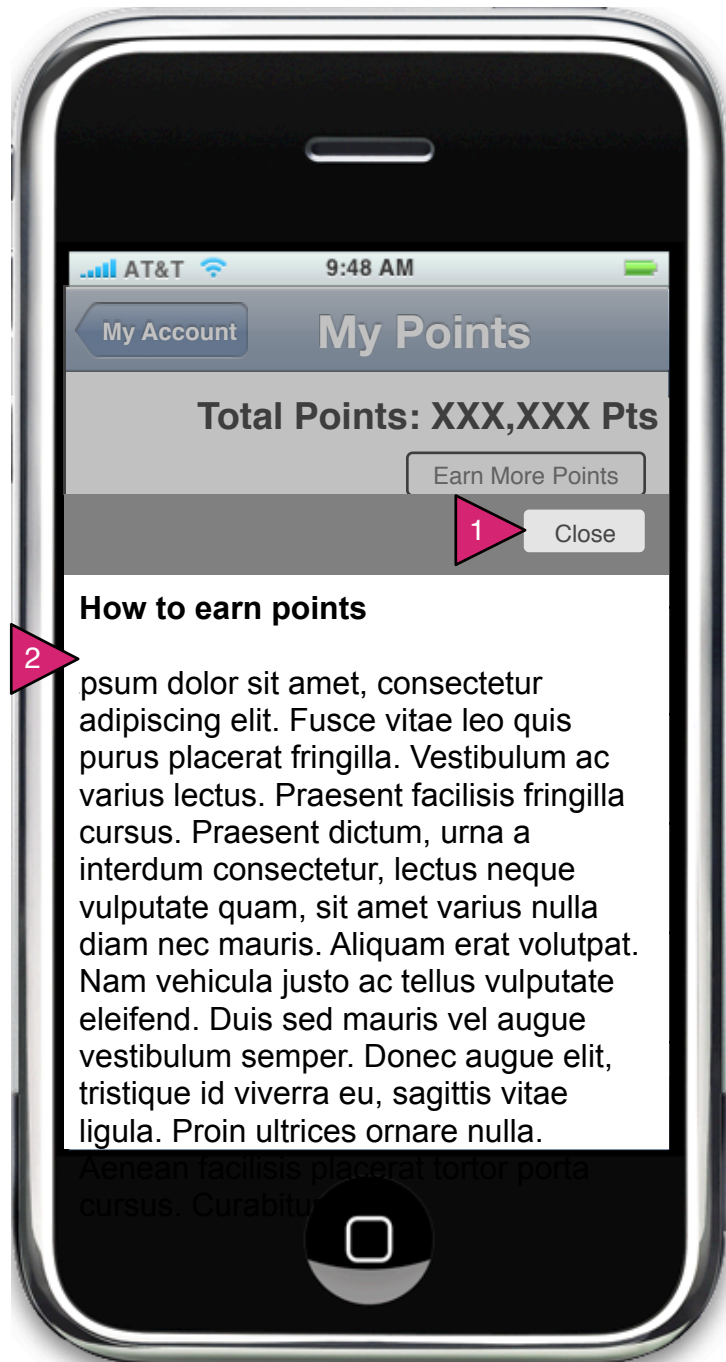 AT&T 9:48 AM
My Account My Points
Total Points: XXX,XXX Pts
Earn More Points
1 Close
How to earn points
2
psum dolor sit amet, consectetur
adipiscing elit. Fusce vitae leo quis
purus placerat fringilla. Vestibulum ac
varius lectus. Praesent facilisis fringilla
cursus. Praesent dictum, urna a
interdum consectetur, lectus neque
vulputate quam, sit amet varius nulla
diam nec mauris. Aliquam erat volutpat.
Nam vehicula justo ac tellus vulputate
eleifend. Duis sed mauris vel augue
vestibulum semper. Donec augue elit,
tristique id viverra eu, sagittis vitae
ligula. Proin ultrices ornare nulla.
Aenean facilisis placerat tortor porta
cursus. Curabitu